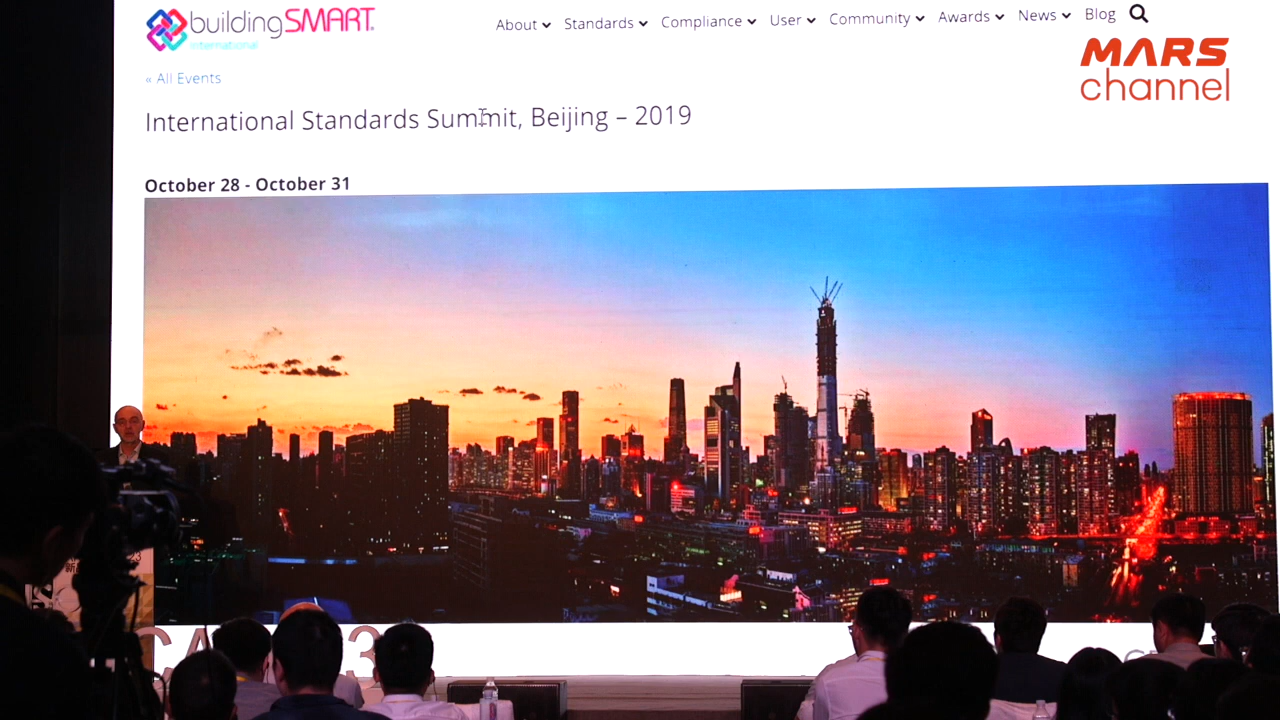 buildingSMART
International
About Standards Compliance User Community Awards News Blog
MARS
channel
« All Events
International Standards Summit, Beijing – 2019
October 28 - October 31